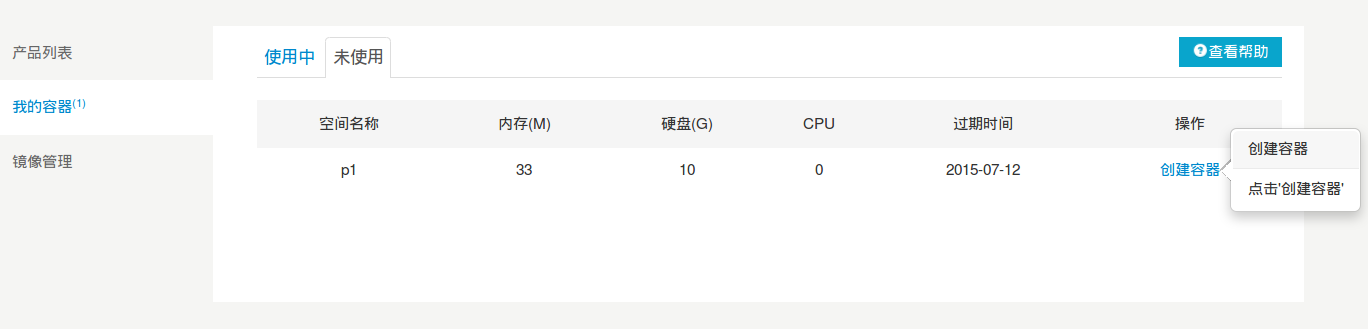 产品列表
我的容器(1)
镜像管理
使用中 未使用
查看帮助
空间名称 内存(M) 硬盘(G) CPU 过期时间 操作
p1 33 10 0 2015-07-12 创建容器
创建容器
点击'创建容器'